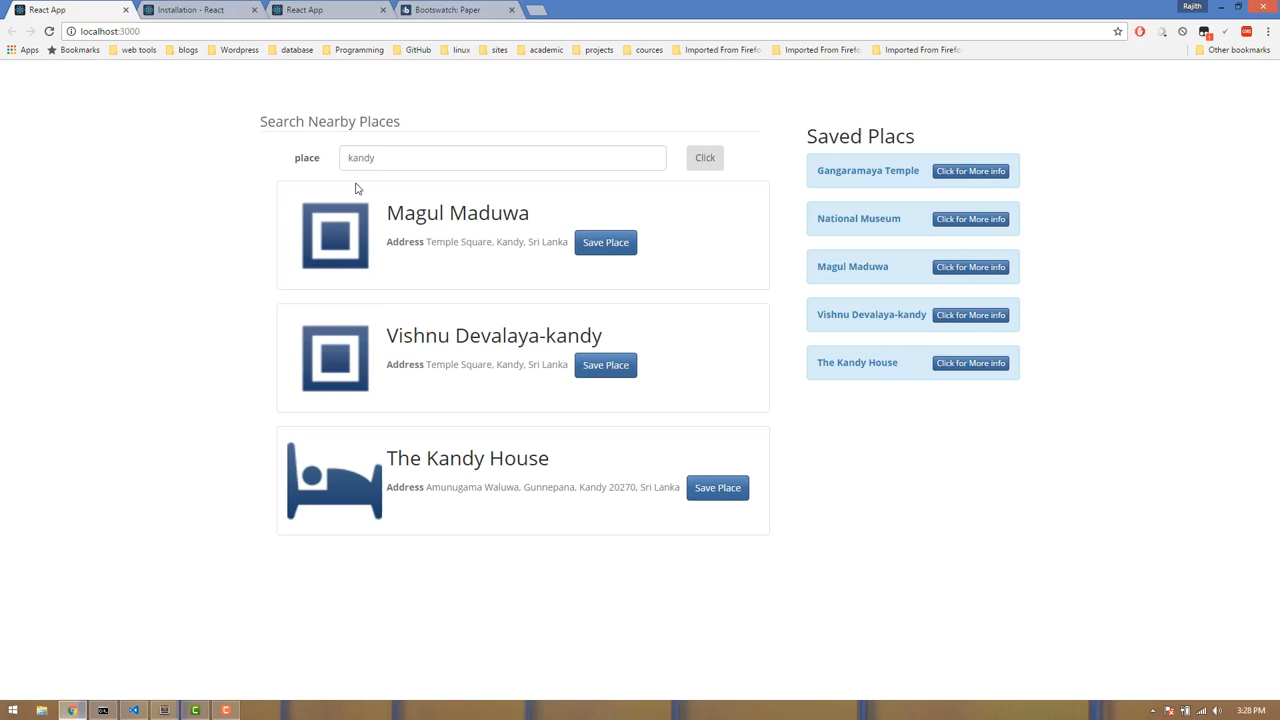 React App
Installation - React
React App
Bootswatch: Paper
Rajith
localhost:3000
Apps Bookmarks web tools blogs Wordpress database Programming GitHub linux sites academic projects cources Imported From Firefo Imported From Firefo Imported From Firefo Other bookmarks
Search Nearby Places
place kandy Click
Magul Maduwa
Address Temple Square, Kandy, Sri Lanka Save Place
Vishnu Devalaya-kandy
Address Temple Square, Kandy, Sri Lanka Save Place
The Kandy House
Address Amunugama Waluwa, Gunnepana, Kandy 20270, Sri Lanka Save Place
Saved Placs
Gangaramaya Temple Click for More info
National Museum Click for More info
Magul Maduwa Click for More info
Vishnu Devalaya-kandy Click for More info
The Kandy House Click for More info
3:28 PM